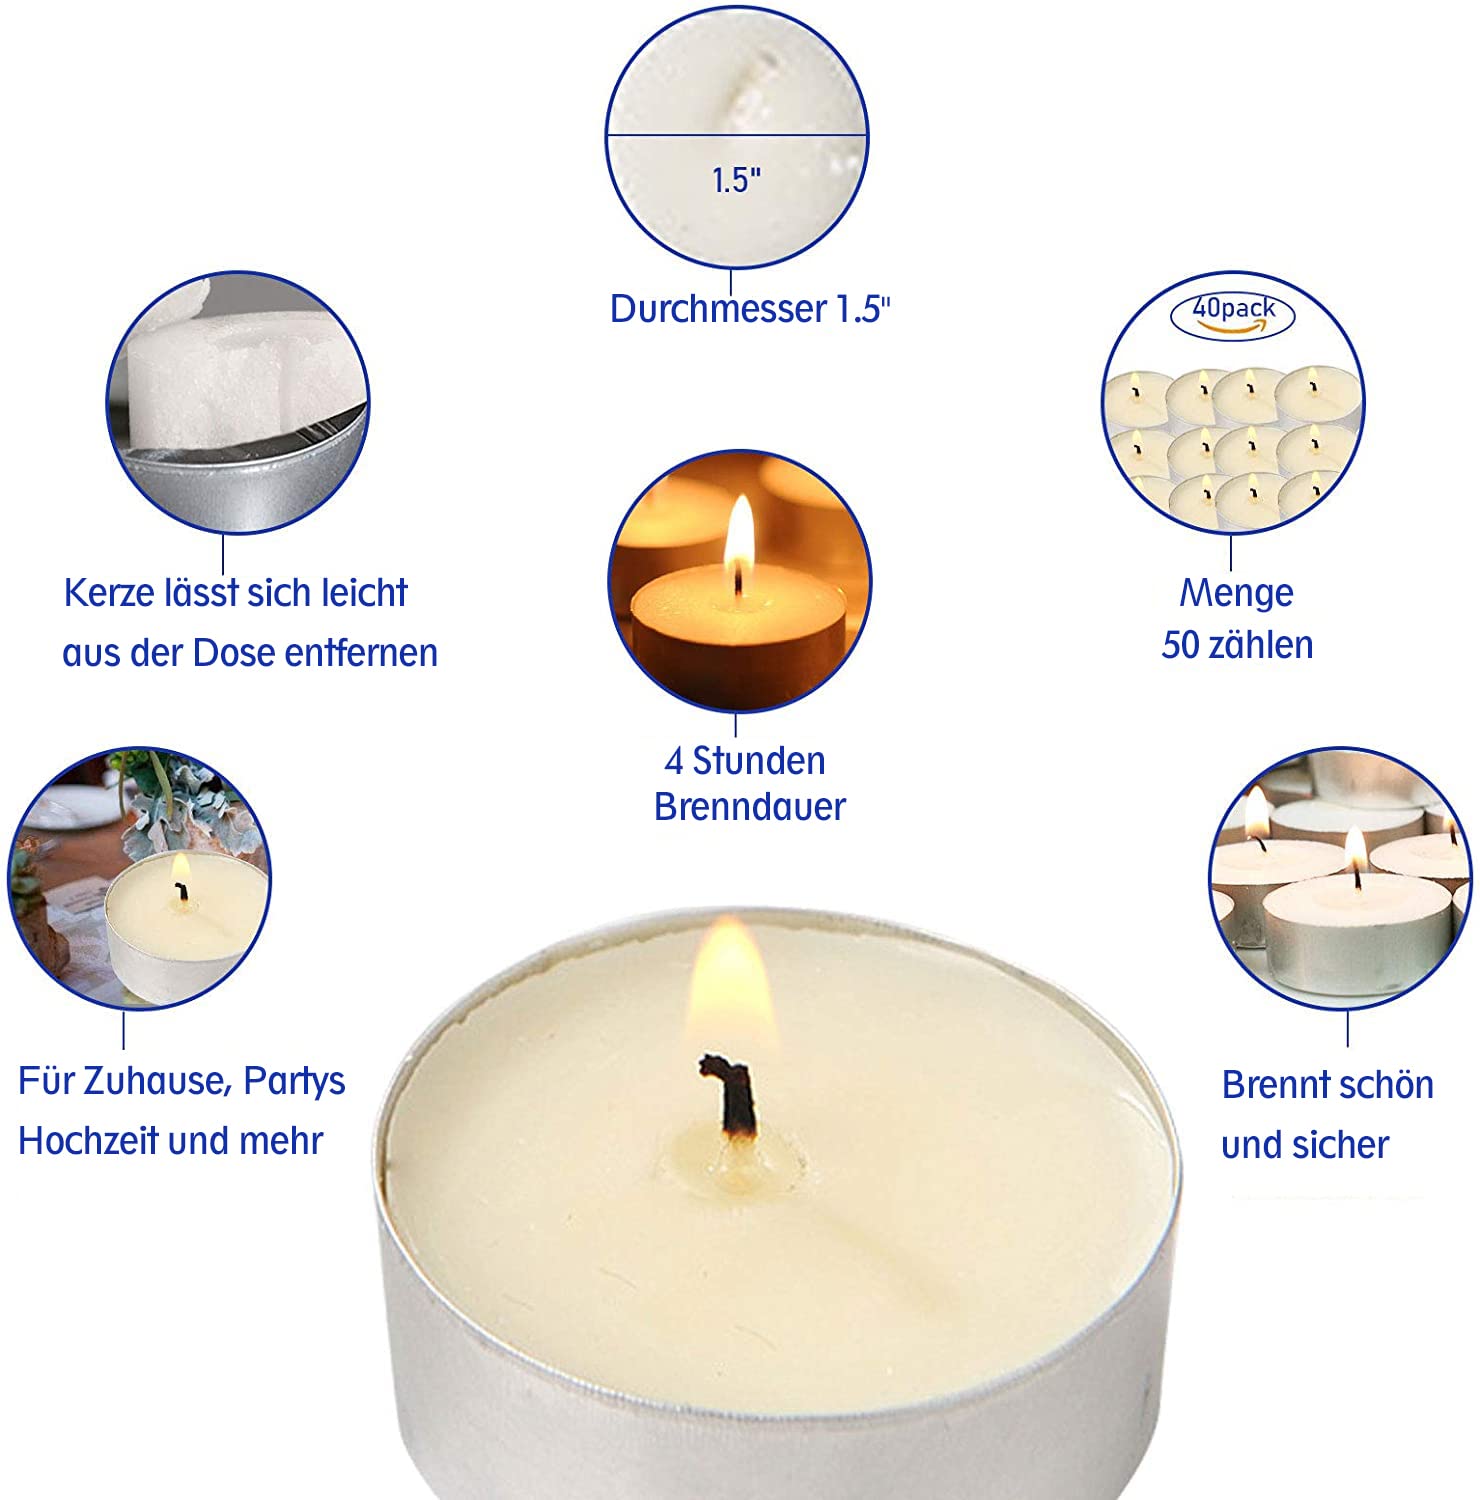 1.5"
Durchmesser 1.5"
40pack
Kerze lässt sich leicht
aus der Dose entfernen
Menge
50 zählen
4 Stunden
Brenndauer
Für Zuhause, Partys
Hochzeit und mehr
Brennt schön
und sicher